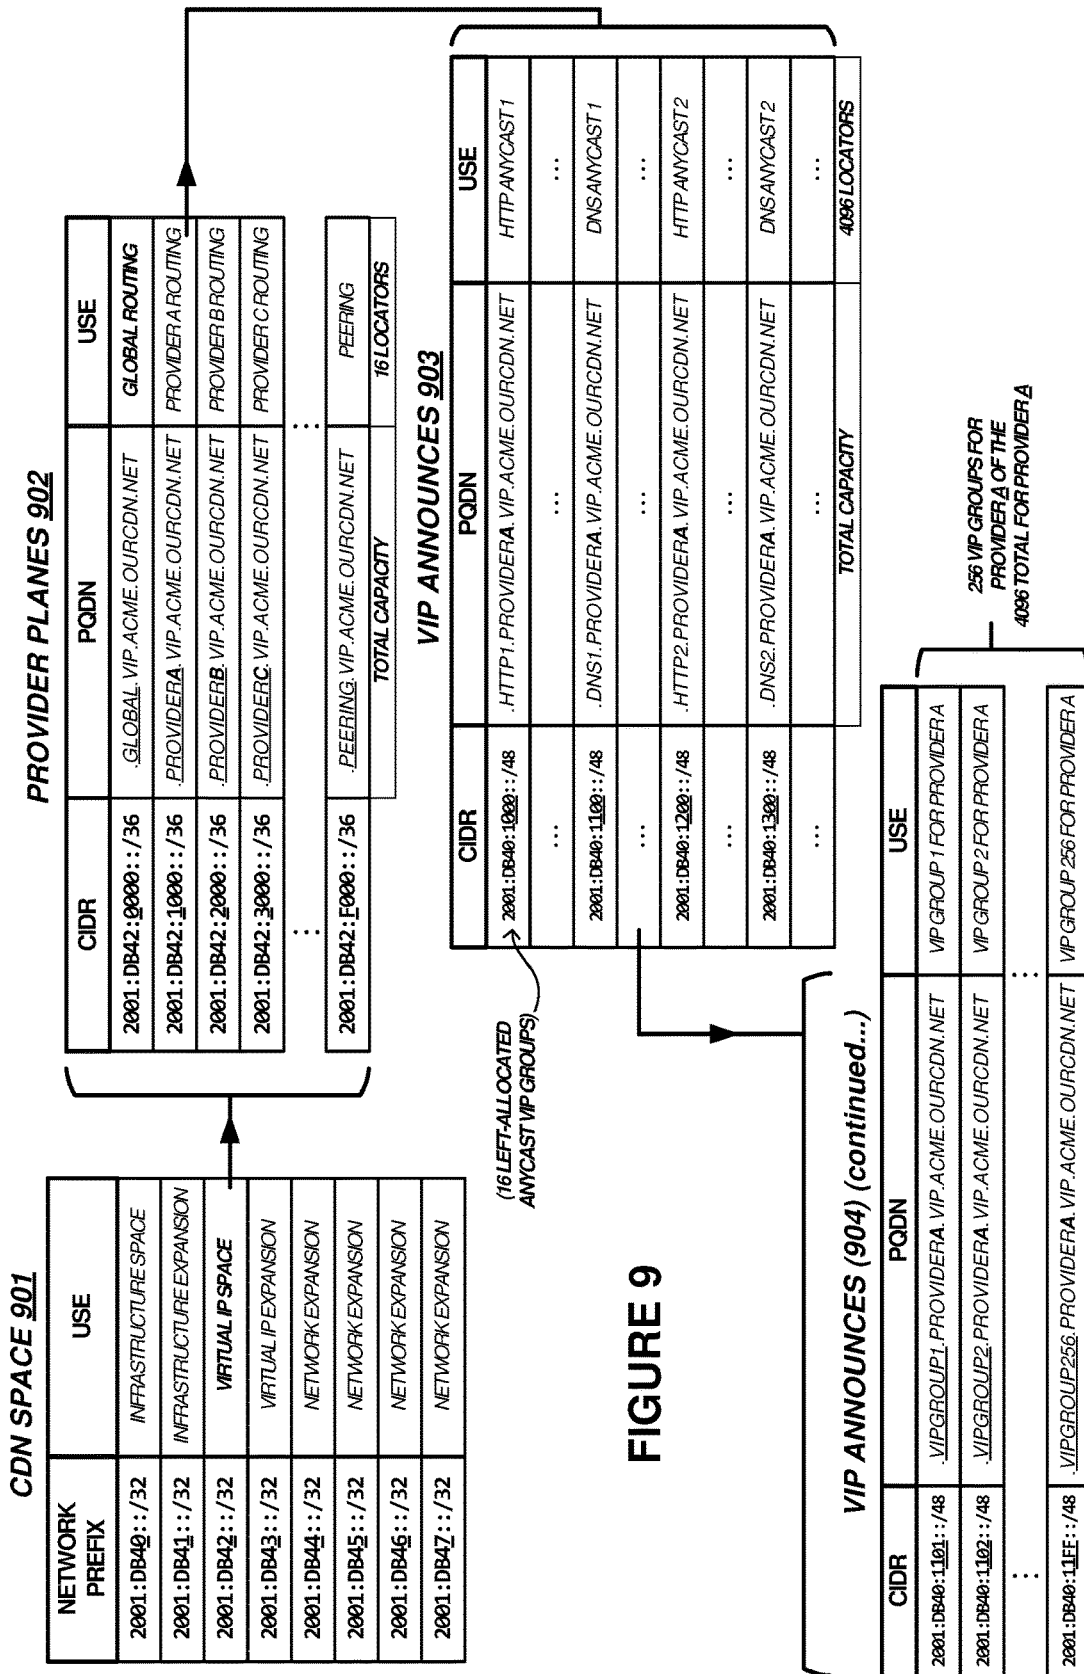 CDN SPACE 901
NETWORK PREFIX | USE
2001:DB40::/32 | INFRASTRUCTURE SPACE
2001:DB41::/32 | INFRASTRUCTURE EXPANSION
2001:DB42::/32 | VIRTUAL IP SPACE
2001:DB43::/32 | VIRTUAL IP EXPANSION
2001:DB44::/32 | NETWORK EXPANSION
2001:DB45::/32 | NETWORK EXPANSION
2001:DB46::/32 | NETWORK EXPANSION
2001:DB47::/32 | NETWORK EXPANSION
PROVIDER PLANES 902
CIDR | PQDN | USE
2001:DB42:0000::/36 | .GLOBAL.VIP.ACME.OURCDN.NET | GLOBAL ROUTING
2001:DB42:1000::/36 | .PROVIDERA.VIP.ACME.OURCDN.NET | PROVIDER A ROUTING
2001:DB42:2000::/36 | .PROVIDERB.VIP.ACME.OURCDN.NET | PROVIDER B ROUTING
2001:DB42:3000::/36 | .PROVIDERC.VIP.ACME.OURCDN.NET | PROVIDER C ROUTING
... | ...
2001:DB42:F000::/36 | .PEERING.VIP.ACME.OURCDN.NET | PEERING
TOTAL CAPACITY | 16 LOCATORS
VIP ANNOUNCES 903
CIDR | PQDN | USE
2001:DB40:1000::/48 | .HTTP1.PROVIDERA.VIP.ACME.OURCDN.NET | HTTP ANYCAST 1
... | ... | ...
2001:DB40:1100::/48 | .DNS1.PROVIDERA.VIP.ACME.OURCDN.NET | DNS ANYCAST 1
... | ... | ...
2001:DB40:1200::/48 | .HTTP2.PROVIDERA.VIP.ACME.OURCDN.NET | HTTP ANYCAST 2
... | ... | ...
2001:DB40:1300::/48 | .DNS2.PROVIDERA.VIP.ACME.OURCDN.NET | DNS ANYCAST 2
... | ... | ...
TOTAL CAPACITY | 4096 LOCATORS
(16 LEFT-ALLOCATED
ANYCAST VIP GROUPS)
FIGURE 9
VIP ANNOUNCES (904) (continued...)
CIDR | PQDN | USE
2001:DB40:1101::/48 | .VIPGROUP1.PROVIDERA.VIP.ACME.OURCDN.NET | VIP GROUP 1 FOR PROVIDER A
2001:DB40:1102::/48 | .VIPGROUP2.PROVIDERA.VIP.ACME.OURCDN.NET | VIP GROUP 2 FOR PROVIDER A
... | ...
2001:DB40:11FF::/48 | .VIPGROUP256.PROVIDERA.VIP.ACME.OURCDN.NET | VIP GROUP 256 FOR PROVIDER A
256 VIP GROUPS FOR
PROVIDER A OF THE
4096 TOTAL FOR PROVIDER A